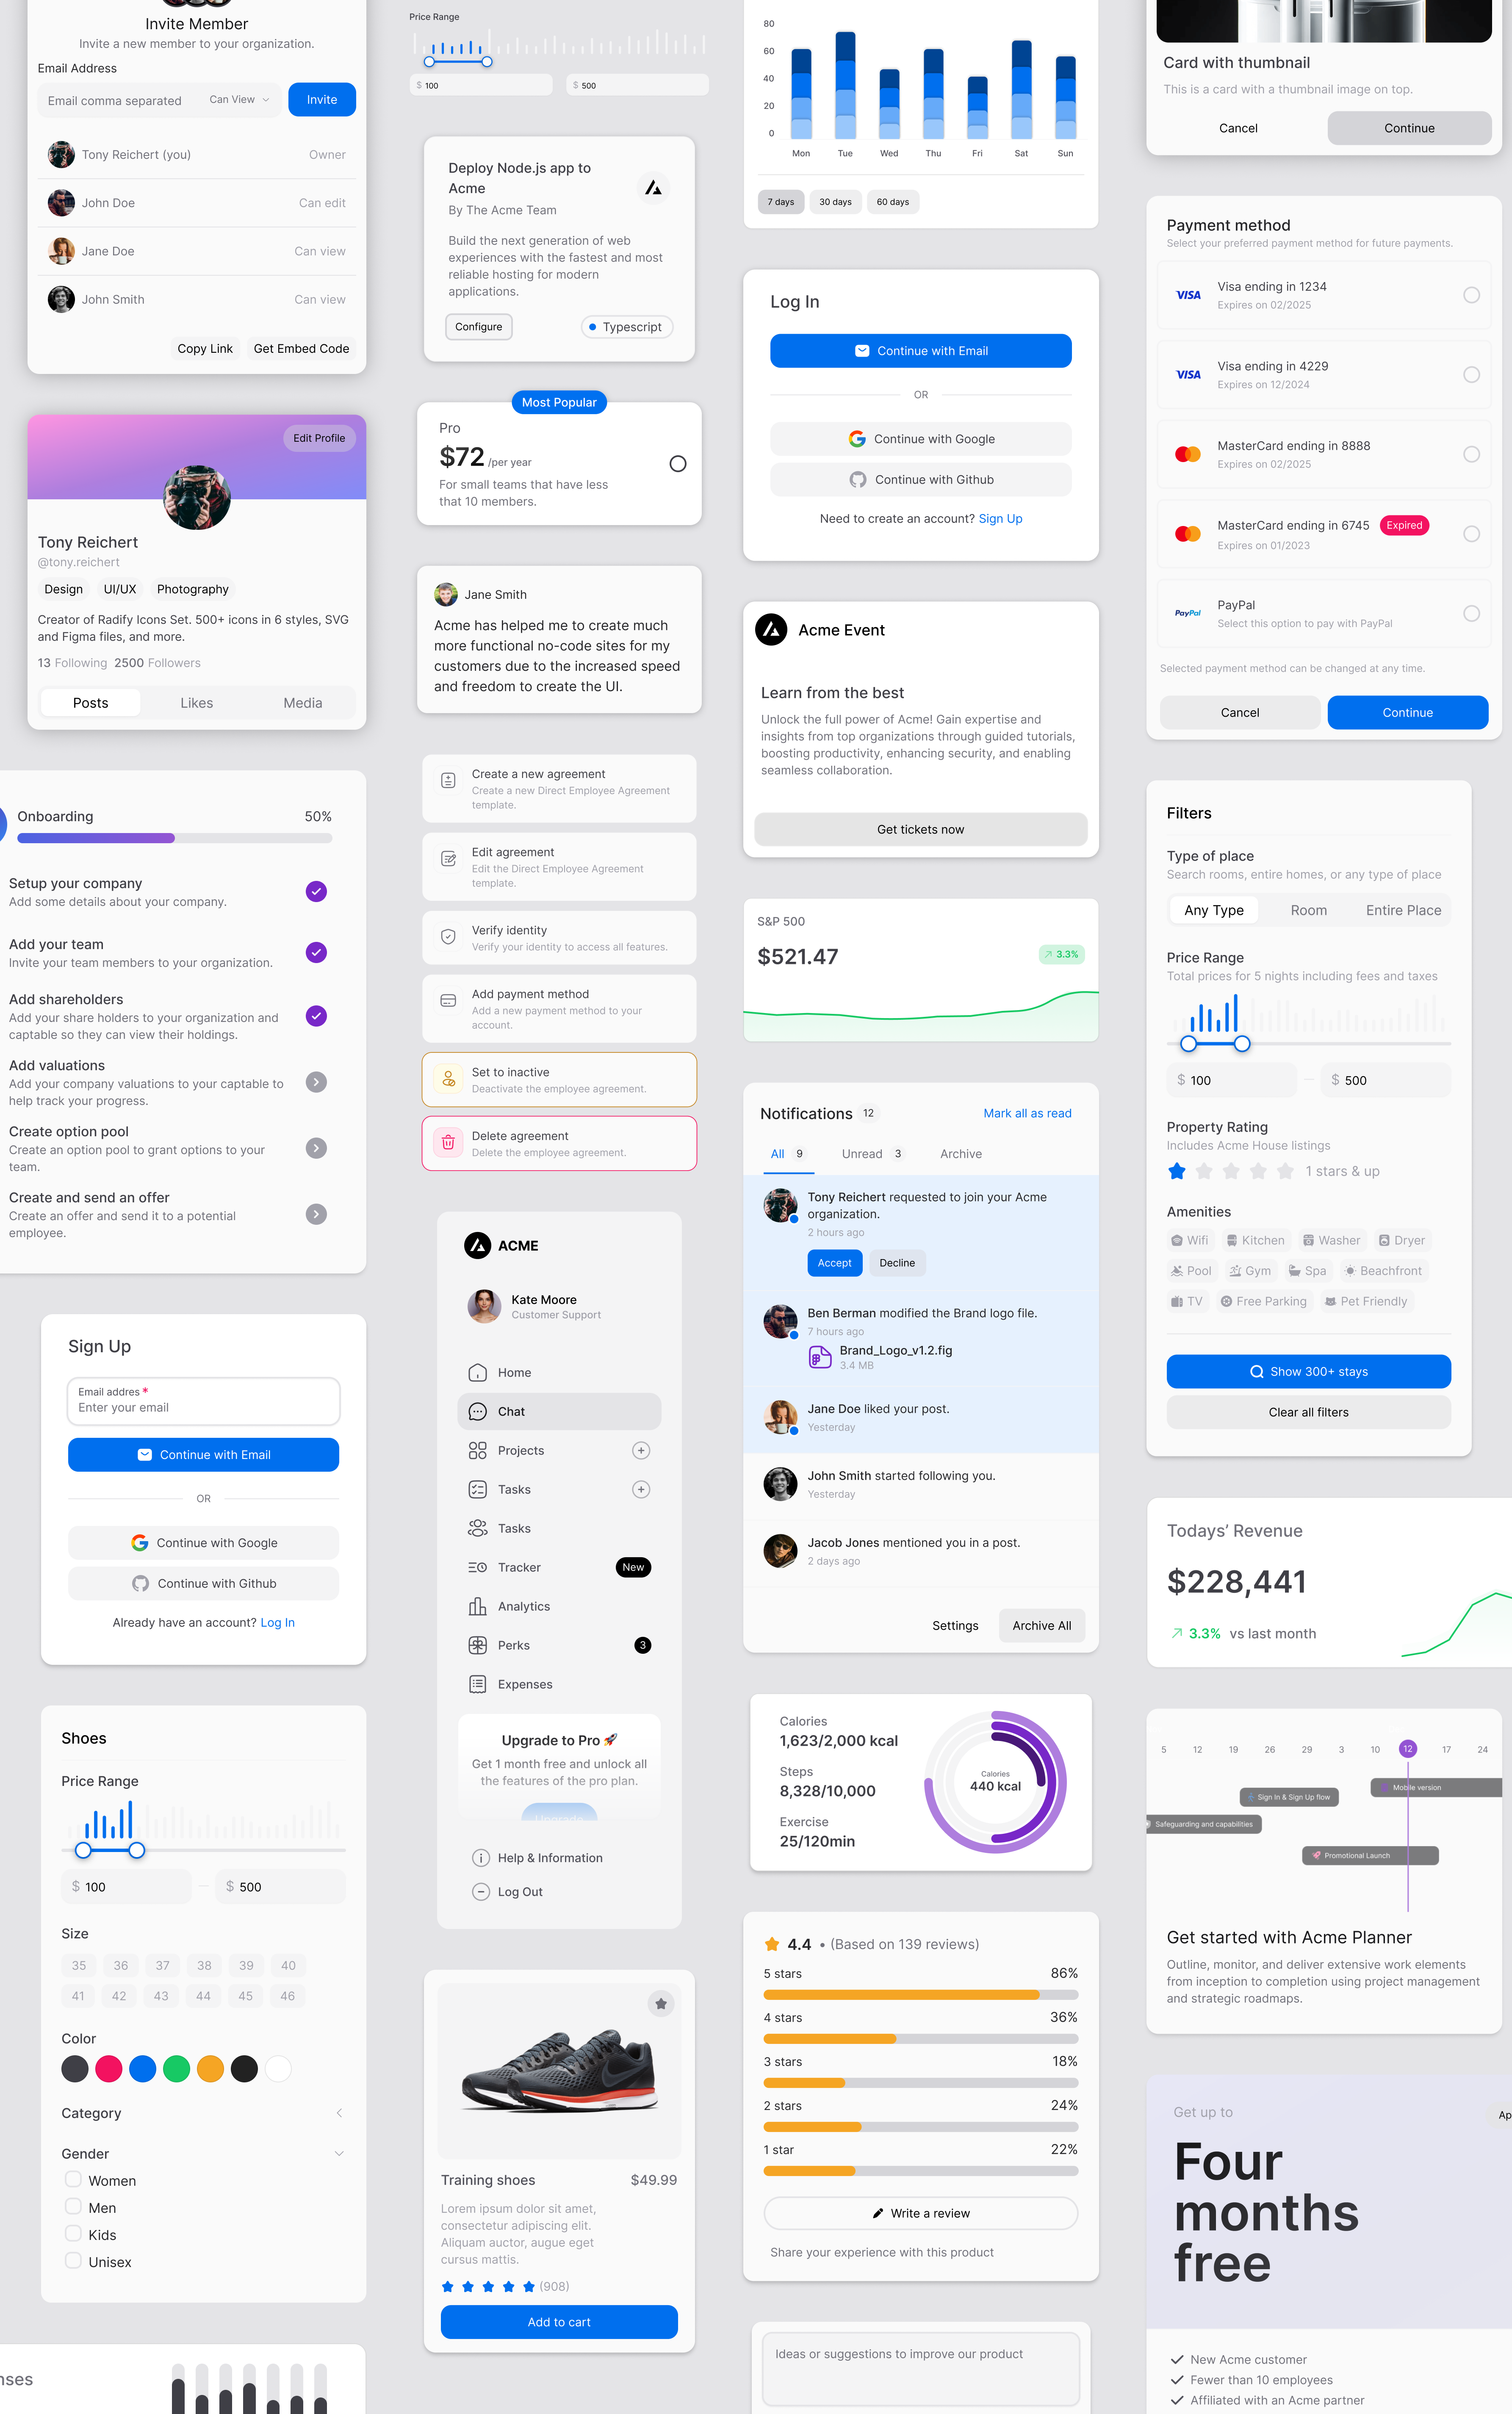 Invite Member
Invite a new member to your organization.
Email Address
Email comma separated
Can View
Invite
Tony Reichert (you)
Owner
John Doe
Can edit
Jane Doe
Can view
John Smith
Can view
Copy Link
Get Embed Code
Edit Profile
Tony Reichert
@tony.reichert
Design
UI/UX
Photography
Creator of Radify Icons Set. 500+ icons in 6 styles, SVG
and Figma files, and more.
13 Following 2500 Followers
Posts
Likes
Media
Onboarding
50%
Setup your company
Add some details about your company.
Add your team
Invite your team members to your organization.
Add shareholders
Add your share holders to your organization and
captable so they can view their holdings.
Add valuations
Add your company valuations to your captable to
help track your progress.
Create option pool
Create an option pool to grant options to your
team.
Create and send an offer
Create an offer and send it to a potential
employee.
Sign Up
Email addres *
Enter your email
Continue with Email
OR
Continue with Google
Continue with Github
Already have an account? Log In
Shoes
Price Range
$ 100
$ 500
Size
35 36 37 38 39 40
41 42 43 44 45 46
Color
Category
Gender
Women
Men
Kids
Unisex
nses
Price Range
$ 100
$ 500
Deploy Node.js app to
Acme
By The Acme Team
Build the next generation of web
experiences with the fastest and most
reliable hosting for modern
applications.
Configure
Typescript
Most Popular
Pro
$72 /per year
For small teams that have less
that 10 members.
Jane Smith
Acme has helped me to create much
more functional no-code sites for my
customers due to the increased speed
and freedom to create the UI.
Create a new agreement
Create a new Direct Employee Agreement
template.
Edit agreement
Edit the Direct Employee Agreement
template.
Verify identity
Verify your identity to access all features.
Add payment method
Add a new payment method to your
account.
Set to inactive
Deactivate the employee agreement.
Delete agreement
Delete the employee agreement.
ACME
Kate Moore
Customer Support
Home
Chat
Projects
Tasks
Tasks
Tracker
New
Analytics
Perks
3
Expenses
Upgrade to Pro 🚀
Get 1 month free and unlock all
the features of the pro plan.
Upgrade
Help & Information
Log Out
Training shoes
$49.99
Lorem ipsum dolor sit amet,
consectetur adipiscing elit.
Aliquam auctor, augue eget
cursus mattis.
(908)
Add to cart
80
60
40
20
0
Mon Tue Wed Thu Fri Sat Sun
7 days
30 days
60 days
Log In
Continue with Email
OR
Continue with Google
Continue with Github
Need to create an account? Sign Up
Acme Event
Learn from the best
Unlock the full power of Acme! Gain expertise and
insights from top organizations through guided tutorials,
boosting productivity, enhancing security, and enabling
seamless collaboration.
Get tickets now
S&P 500
$521.47
3.3%
Notifications 12
Mark all as read
All 9
Unread 3
Archive
Tony Reichert requested to join your Acme
organization.
2 hours ago
Accept
Decline
Ben Berman modified the Brand logo file.
7 hours ago
Brand_Logo_v1.2.fig
3.4 MB
Jane Doe liked your post.
Yesterday
John Smith started following you.
Yesterday
Jacob Jones mentioned you in a post.
2 days ago
Settings
Archive All
Calories
1,623/2,000 kcal
Steps
8,328/10,000
Exercise
25/120min
Calories
440 kcal
4.4 • (Based on 139 reviews)
5 stars
86%
4 stars
36%
3 stars
18%
2 stars
24%
1 star
22%
Write a review
Share your experience with this product
Ideas or suggestions to improve our product
Card with thumbnail
This is a card with a thumbnail image on top.
Cancel
Continue
Payment method
Select your preferred payment method for future payments.
VISA
Visa ending in 1234
Expires on 02/2025
VISA
Visa ending in 4229
Expires on 12/2024
MasterCard ending in 8888
Expires on 02/2025
MasterCard ending in 6745
Expired
Expires on 01/2023
PayPal
PayPal
Select this option to pay with PayPal
Selected payment method can be changed at any time.
Cancel
Continue
Filters
Type of place
Search rooms, entire homes, or any type of place
Any Type
Room
Entire Place
Price Range
Total prices for 5 nights including fees and taxes
$ 100
$ 500
Property Rating
Includes Acme House listings
1 stars & up
Amenities
Wifi
Kitchen
Washer
Dryer
Pool
Gym
Spa
Beachfront
TV
Free Parking
Pet Friendly
Show 300+ stays
Clear all filters
Todays’ Revenue
$228,441
3.3% vs last month
5 12 19 26 29 3 10 12 17 24
Mobile version
Sign In & Sign Up flow
Safeguarding and capabilities
Promotional Launch
Get started with Acme Planner
Outline, monitor, and deliver extensive work elements
from inception to completion using project management
and strategic roadmaps.
Get up to
Ap
Four
months
free
New Acme customer
Fewer than 10 employees
Affiliated with an Acme partner